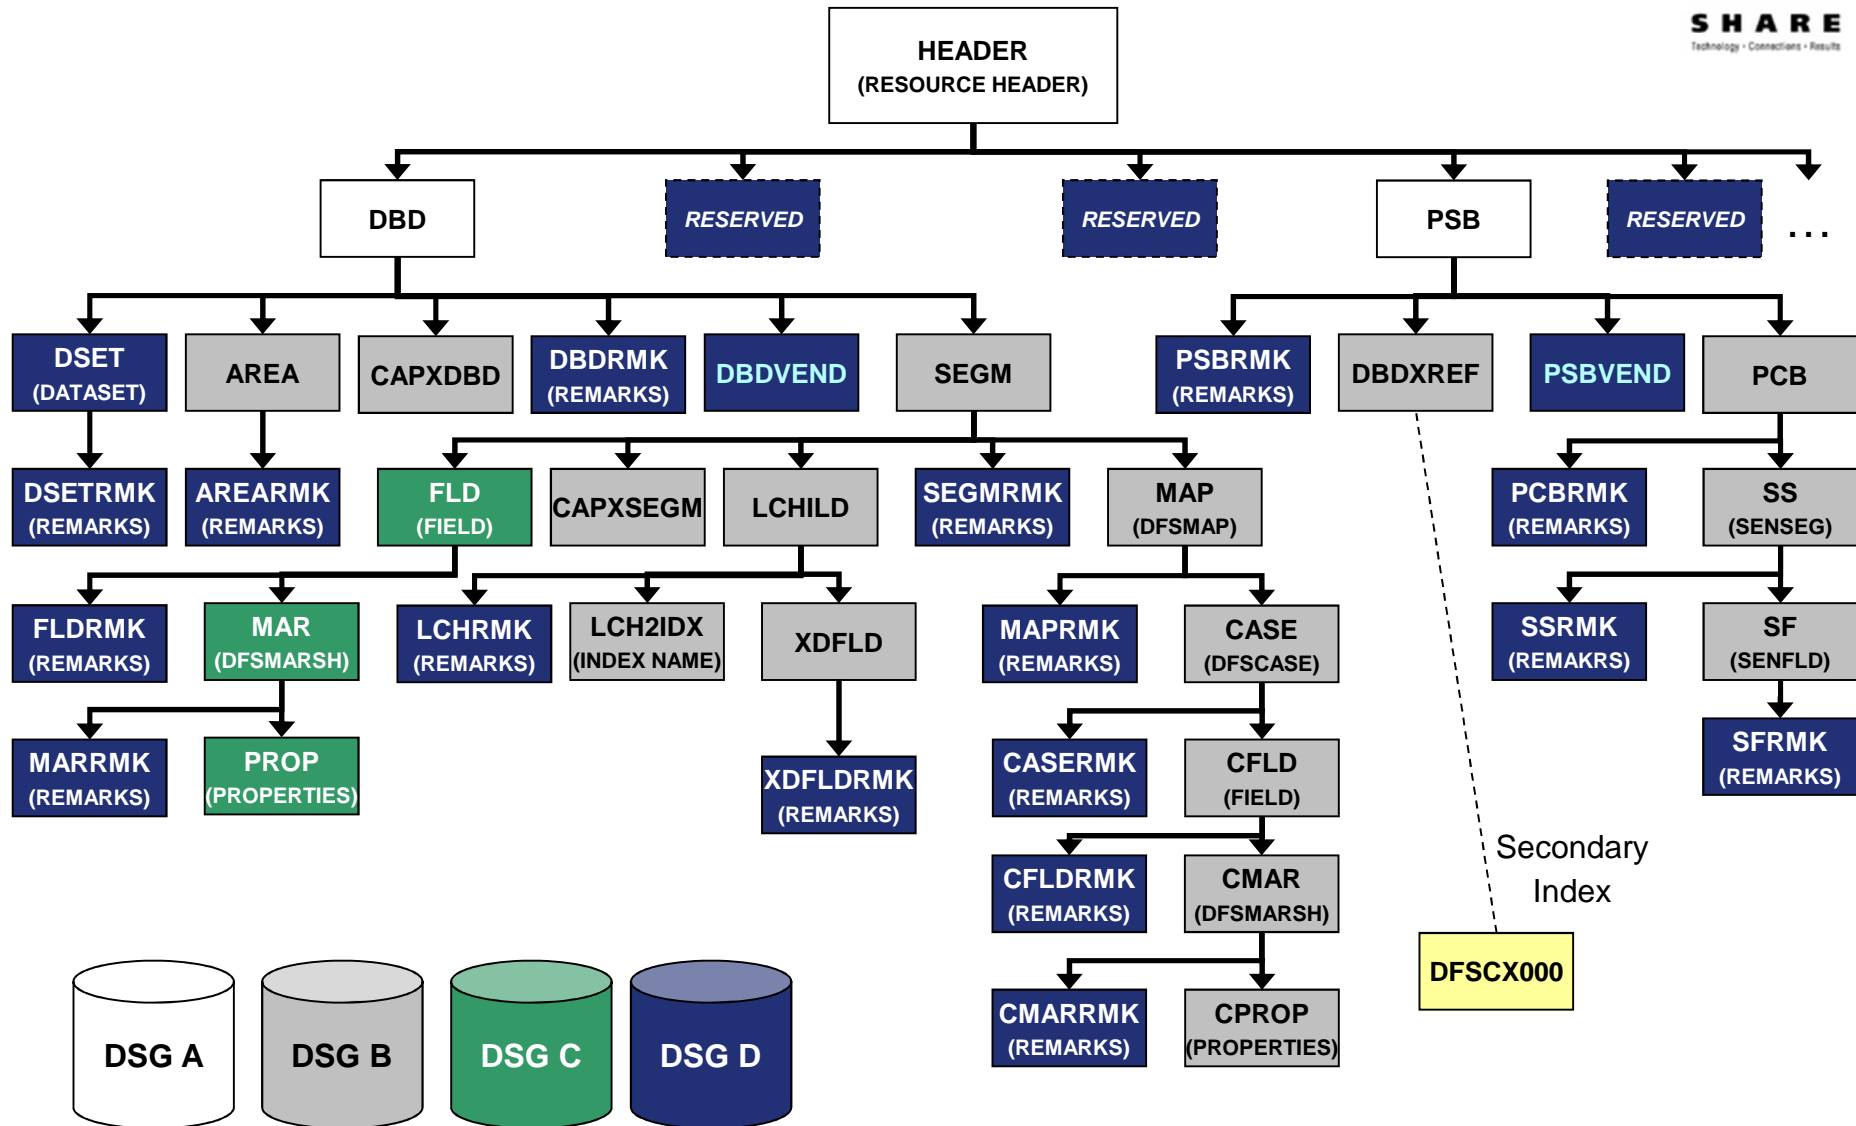 SHARE
Technology • Connections • Results
HEADER
(RESOURCE HEADER)
DBD
RESERVED
RESERVED
PSB
RESERVED
...
DSET
(DATASET)
AREA
CAPXDBD
DBDRMK
(REMARKS)
DBDVEND
SEGM
PSBRMK
(REMARKS)
DBDXREF
PSBVEND
PCB
DSETRMK
(REMARKS)
AREARMK
(REMARKS)
FLD
(FIELD)
CAPXSEGM
LCHILD
SEGMRMK
(REMARKS)
MAP
(DFSMAP)
PCBRMK
(REMARKS)
SS
(SENSEG)
FLDRMK
(REMARKS)
MAR
(DFSMARSH)
LCHRMK
(REMARKS)
LCH2IDX
(INDEX NAME)
XDFLD
MAPRMK
(REMARKS)
CASE
(DFSCASE)
SSRMK
(REMAKRS)
SF
(SENFLD)
MARRMK
(REMARKS)
PROP
(PROPERTIES)
XDFLDRMK
(REMARKS)
CASERMK
(REMARKS)
CFLD
(FIELD)
SFRMK
(REMARKS)
Secondary
Index
CFLDRMK
(REMARKS)
CMAR
(DFSMARSH)
DFSCX000
CMARRMK
(REMARKS)
CPROP
(PROPERTIES)
DSG A
DSG B
DSG C
DSG D